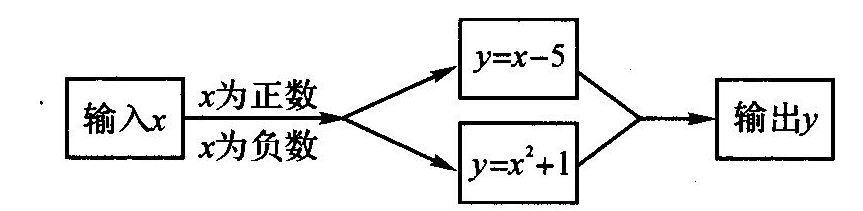 输入x
x为正数
x为负数
y=x-5
y=x²+1
输出y